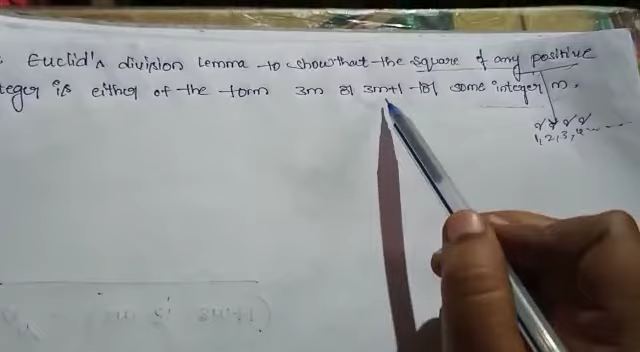 Euclid's division lemma to show that the square of any positive
teger is either of the form 3m or 3m+1 for some integer m.
1, 2, 3, 4 ......